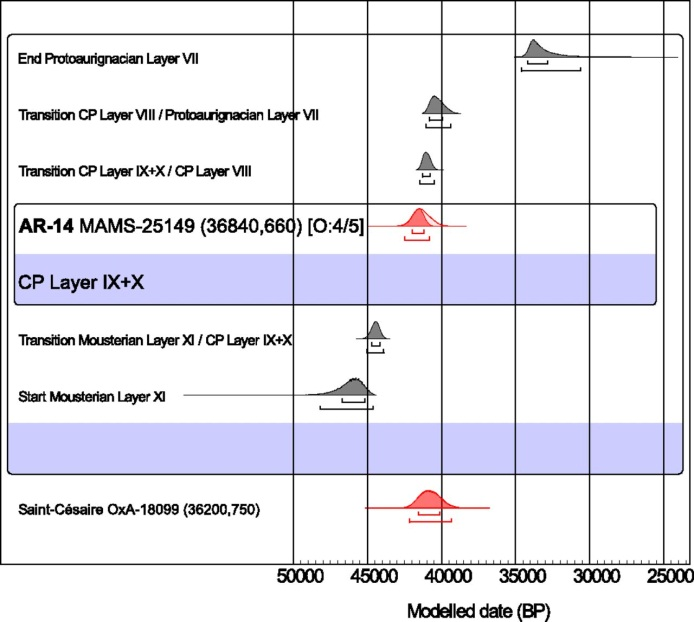 End Protoaurignacian Layer VII
Transition CP Layer VIII / Protoaurignacian Layer VII
Transition CP Layer IX+X / CP Layer VIII
AR-14 MAMS-25149 (36840,660) [O:4/5]
CP Layer IX+X
Transition Mousterian Layer XI / CP Layer IX+X
Start Mousterian Layer XI
Saint-Césaire OxA-18099 (36200,750)
50000 45000 40000 35000 30000 25000
Modelled date (BP)